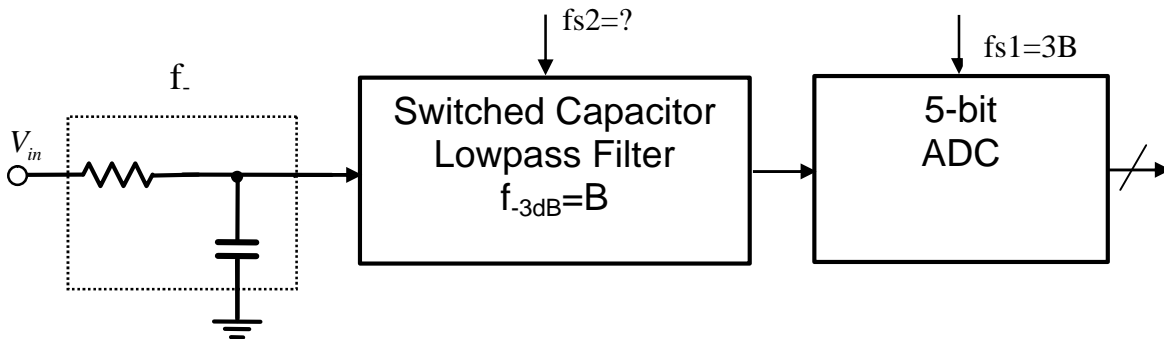 fs2=?
fs1=3B
f-
Vin
Switched Capacitor
Lowpass Filter
f-3dB=B
5-bit
ADC